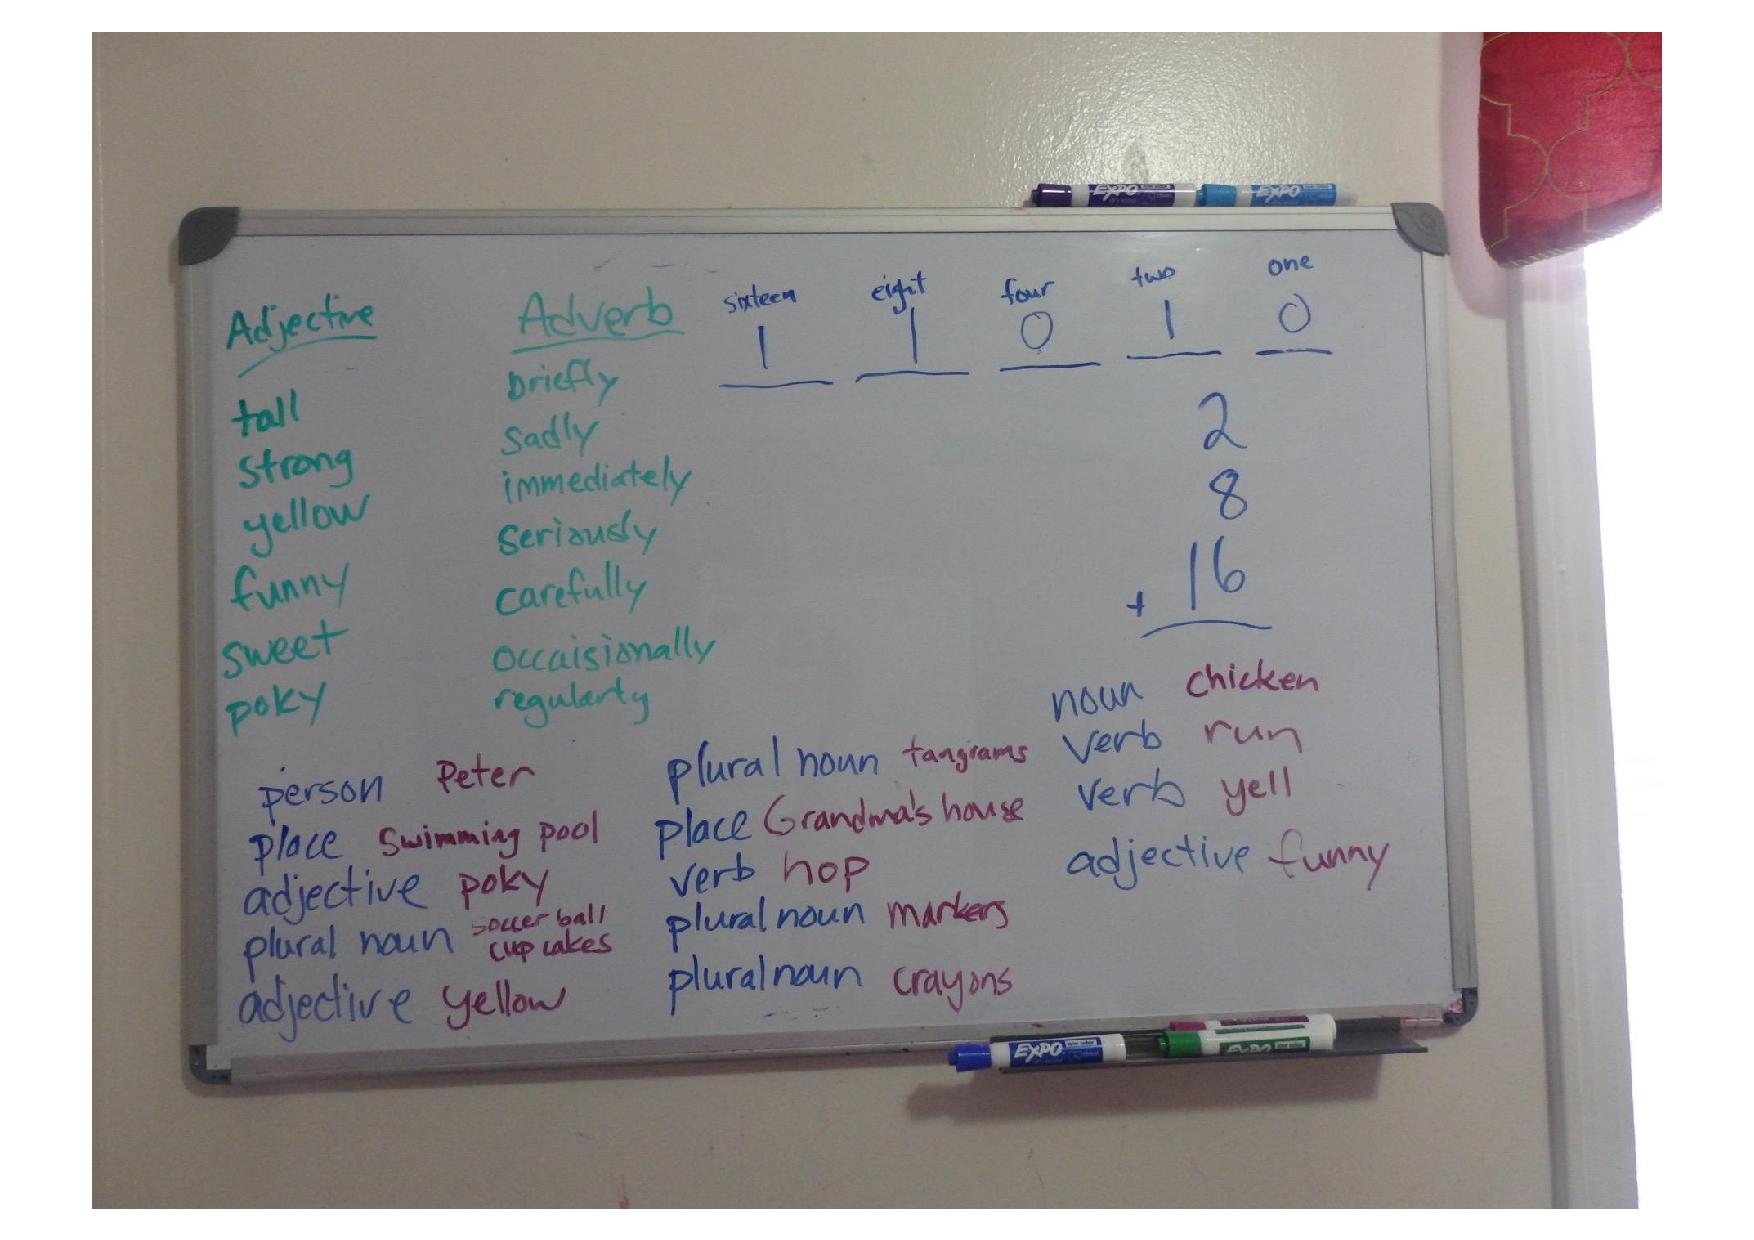 EXPO EXPO
Adjective
tall
strong
yellow
funny
sweet
poky
Adverb
briefly
sadly
immediately
seriously
carefully
occaisionally
regularly
sixteen eight four two one
1 1 0 1 0
2
8
+ 16
person Peter
place Swimming pool
adjective poky
plural noun soccer ball
cupcakes
adjective yellow
plural noun tangrams
place Grandma's house
verb hop
plural noun markers
plural noun crayons
noun chicken
verb run
verb yell
adjective funny
EXPO
EXPO